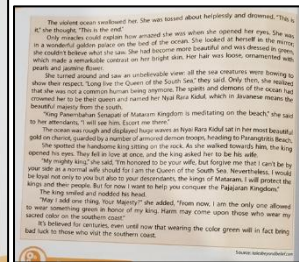 The violent ocean swallowed her. She was tossed about helplessly and drowned. "This is
it," she thought. "This is the end."
Only miracles could explain how amazed she was when she opened her eyes. She was
in a wonderful golden palace on the bed of the ocean. She looked at herself in the mirror;
she couldn't believe what she saw. She had become more beautiful and was dressed in green,
which made a remarkable contrast on her bright skin. Her hair was loose, ornamented with
pearls and jasmine flower.
She turned around and saw an unbelievable view: all the sea creatures were bowing to
show their respect. "Long live the Queen of the South Sea," they said. Only then, she realized
that she was not a common human being anymore. The spirits and demons of the ocean had
crowned her to be their queen and named her Nyai Rara Kidul, which in Javanese means the
beautiful majesty from the south.
"King Panembahan Senapati of Mataram Kingdom is meditating on the beach," she said
to her attendants, "I will see him. Escort me there."
The ocean was rough and displayed huge waves as Nyai Rara Kidul sat in her most beautiful
gold on chariot, guarded by a number of armored demon troops, heading to Parangtritis Beach.
She spotted the handsome king sitting on the rock. As she walked towards him, the king
opened his eyes. They fell in love at once, and the king asked her to be his wife.
"My mighty king," she said, "I'm honored to be your wife, but forgive me that I can't be by
your side as a normal wife should for I am the Queen of the South Sea. Nevertheless, I would
be loyal not only to you but also to your descendants, the kings of Mataram. I will protect the
kings and their people. But for now I want to help you conquer the Pajajaran Kingdom."
The king smiled and nodded his head.
"May I add one thing, Your Majesty?" she added, "from now, I am the only one allowed
to wear something green in honor of my king. Harm may come upon those who wear my
sacred color on the southern coast."
It's believed for centuries, even until now that wearing the color green will in fact bring
bad luck to those who visit the southern coast.